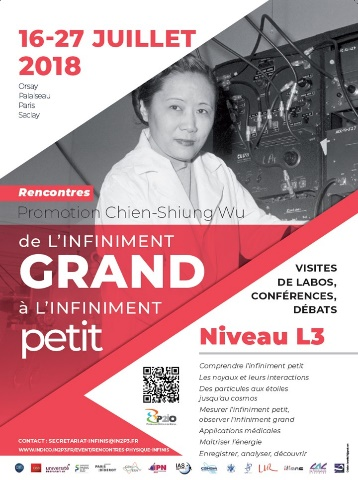 16-27 JUILLET
2018
Orsay
Palaiseau
Paris
Saclay
Rencontres
Promotion Chien-Shiung Wu
de L'INFINIMENT
GRAND
à L'INFINIMENT
petit
VISITES
DE LABOS,
CONFÉRENCES,
DÉBATS
Niveau L3
Comprendre l'infiniment petit
Les noyaux et leurs interactions
Des particules aux étoiles
jusqu'au cosmos
Mesurer l'infiniment petit,
observer l'infiniment grand
Applications médicales
Maîtriser l'énergie
Enregistrer, analyser, découvrir
P2IO
CONTACT : SECRETARIAT-INFINIS@IN2P3.FR
WWW.INDICO.IN2P3.FR/EVENT/RENCONTRES-PHYSIQUE-INFINIS